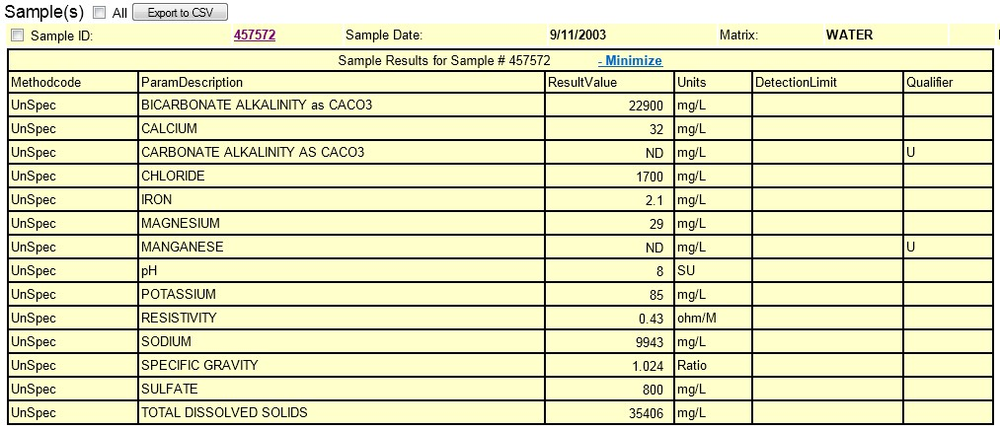 Sample(s) All Export to CSV
Sample ID: 457572 Sample Date: 9/11/2003 Matrix: WATER
Sample Results for Sample # 457572 - Minimize
Methodcode ParamDescription ResultValue Units DetectionLimit Qualifier
UnSpec BICARBONATE ALKALINITY as CACO3 22900 mg/L
UnSpec CALCIUM 32 mg/L
UnSpec CARBONATE ALKALINITY AS CACO3 ND mg/L U
UnSpec CHLORIDE 1700 mg/L
UnSpec IRON 2.1 mg/L
UnSpec MAGNESIUM 29 mg/L
UnSpec MANGANESE ND mg/L U
UnSpec pH 8 SU
UnSpec POTASSIUM 85 mg/L
UnSpec RESISTIVITY 0.43 ohm/M
UnSpec SODIUM 9943 mg/L
UnSpec SPECIFIC GRAVITY 1.024 Ratio
UnSpec SULFATE 800 mg/L
UnSpec TOTAL DISSOLVED SOLIDS 35406 mg/L